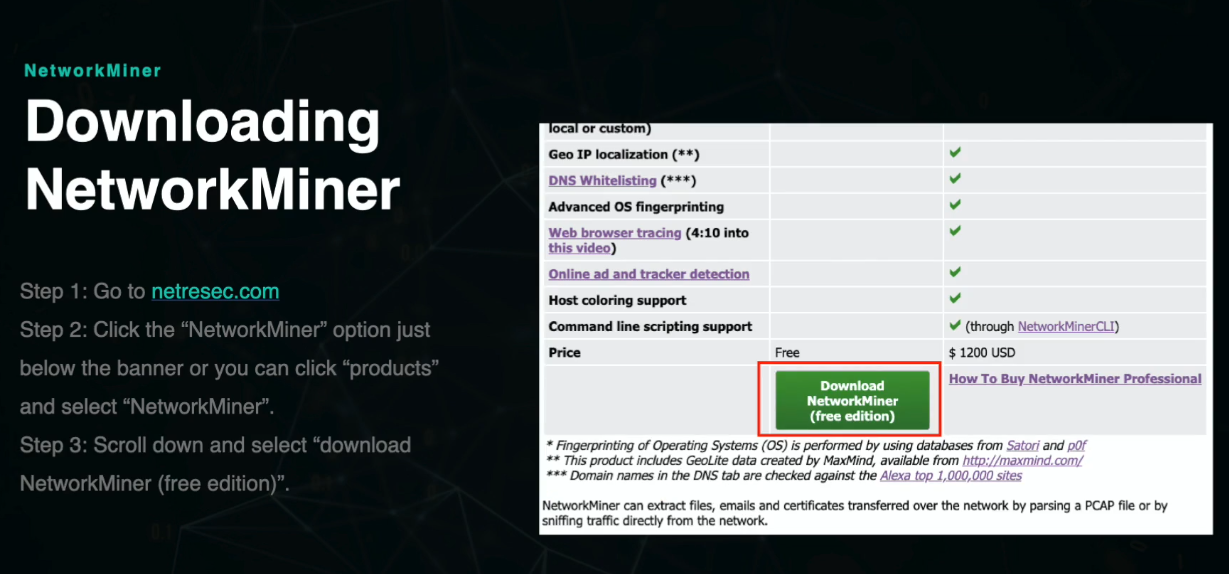 NetworkMiner
Downloading
NetworkMiner
Step 1: Go to netresec.com
Step 2: Click the “NetworkMiner” option just
below the banner or you can click “products”
and select “NetworkMiner”.
Step 3: Scroll down and select “download
NetworkMiner (free edition)”.
local or custom)
Geo IP localization (**) ✔
DNS Whitelisting (***) ✔
Advanced OS fingerprinting ✔
Web browser tracing (4:10 into ✔
this video)
Online ad and tracker detection ✔
Host coloring support ✔
Command line scripting support ✔ (through NetworkMinerCLI)
Price Free $ 1200 USD
How To Buy NetworkMiner Professional
Download
NetworkMiner
(free edition)
* Fingerprinting of Operating Systems (OS) is performed by using databases from Satori and p0f
** This product includes GeoLite data created by MaxMind, available from http://maxmind.com/
*** Domain names in the DNS tab are checked against the Alexa top 1,000,000 sites
NetworkMiner can extract files, emails and certificates transferred over the network by parsing a PCAP file or by
sniffing traffic directly from the network.